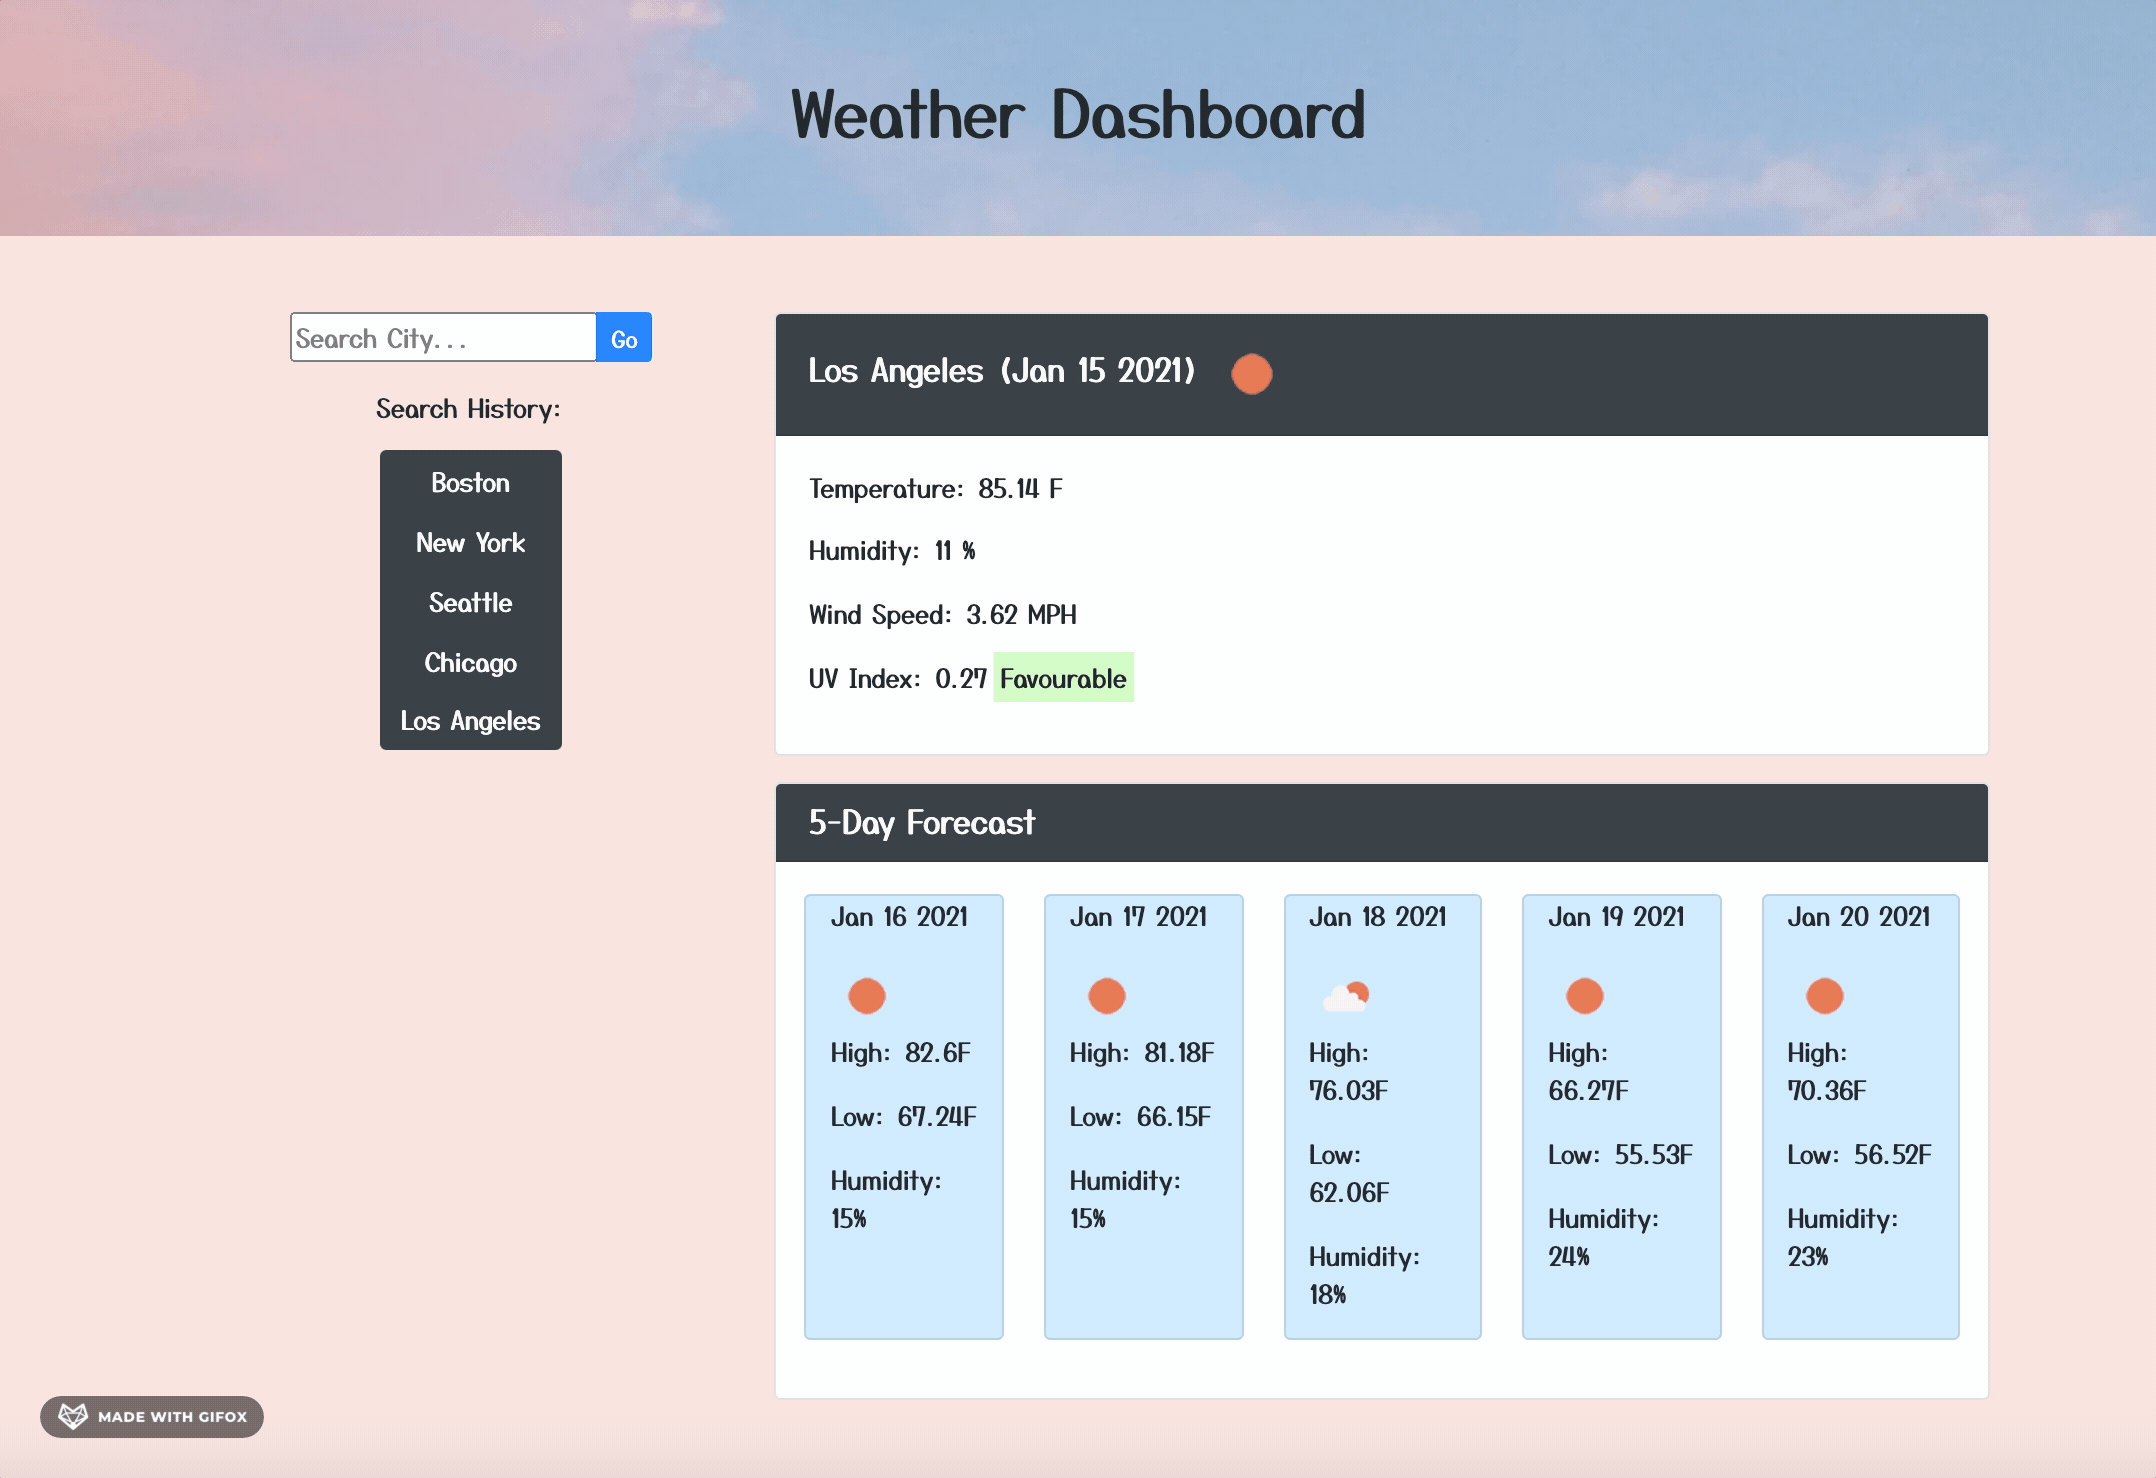 Weather Dashboard
Search City...
Go
Search History:
Boston
New York
Seattle
Chicago
Los Angeles
Los Angeles (Jan 15 2021)
Temperature: 85.14 F
Humidity: 11 %
Wind Speed: 3.62 MPH
UV Index: 0.27 Favourable
5-Day Forecast
Jan 16 2021
High: 82.6F
Low: 67.24F
Humidity:
15%
Jan 17 2021
High: 81.18F
Low: 66.15F
Humidity:
15%
Jan 18 2021
High:
76.03F
Low:
62.06F
Humidity:
18%
Jan 19 2021
High:
66.27F
Low: 55.53F
Humidity:
24%
Jan 20 2021
High:
70.36F
Low: 56.52F
Humidity:
23%
MADE WITH GIFOX